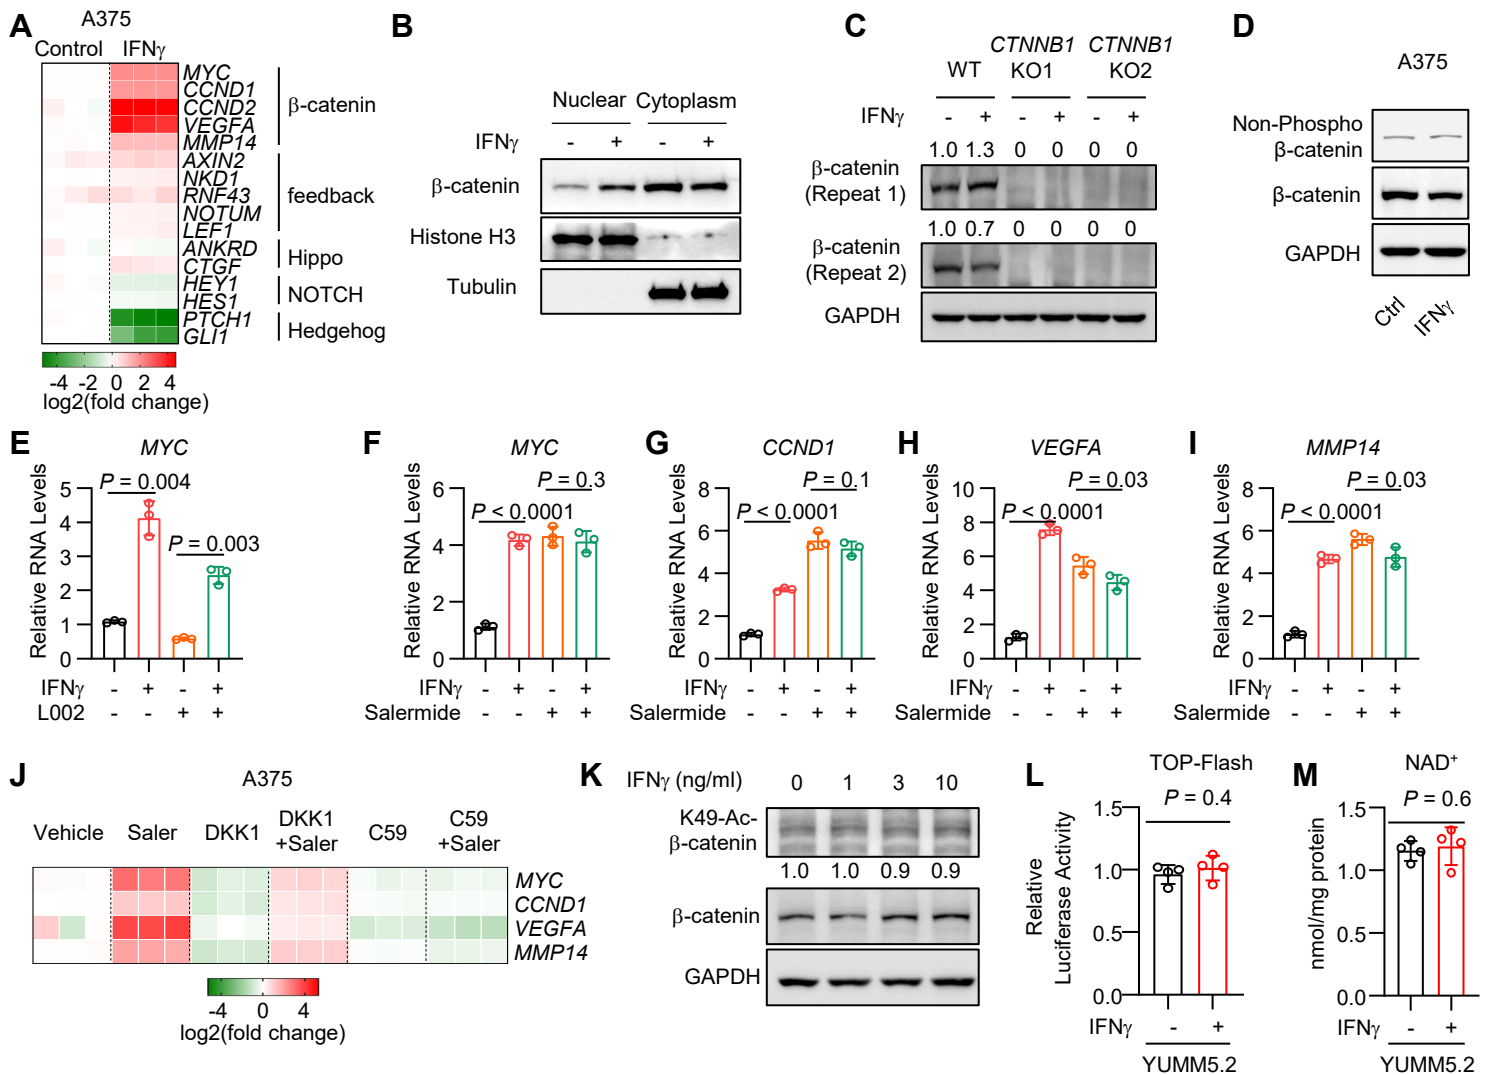 A
A375
Control IFNγ
MYC
CCND1
CCND2
VEGFA
MMP14
AXIN2
NKD1
RNF43
NOTUM
LEF1
ANKRD
CTGF
HEY1
HES1
PTCH1
GLI1
β-catenin
feedback
Hippo
NOTCH
Hedgehog
-4 -2 0 2 4
log2(fold change)
B
Nuclear Cytoplasm
IFNγ - + - +
β-catenin
Histone H3
Tubulin
C
CTNNB1 CTNNB1
WT KO1 KO2
IFNγ - + - + - +
1.0 1.3 0 0 0 0
β-catenin
(Repeat 1)
1.0 0.7 0 0 0 0
β-catenin
(Repeat 2)
GAPDH
D
A375
Non-Phospho
β-catenin
β-catenin
GAPDH
Ctrl IFNγ
E
MYC
P = 0.004
P = 0.003
Relative RNA Levels
5
4
3
2
1
0
IFNγ - + - +
L002 - - + +
F
MYC
P = 0.3
P < 0.0001
Relative RNA Levels
6
4
2
0
IFNγ - + - +
Salermide - - + +
G
CCND1
P = 0.1
P < 0.0001
Relative RNA Levels
8
6
4
2
0
IFNγ - + - +
Salermide - - + +
H
VEGFA
P = 0.03
P < 0.0001
Relative RNA Levels
10
8
6
4
2
0
IFNγ - + - +
Salermide - - + +
I
MMP14
P = 0.03
P < 0.0001
Relative RNA Levels
8
6
4
2
0
IFNγ - + - +
Salermide - - + +
J
A375
Vehicle Saler DKK1 DKK1 +Saler C59 C59 +Saler
MYC
CCND1
VEGFA
MMP14
-4 0 4
log2(fold change)
K
IFNγ (ng/ml) 0 1 3 10
K49-Ac-
β-catenin
1.0 1.0 0.9 0.9
β-catenin
GAPDH
L
TOP-Flash
P = 0.4
Relative
Luciferase Activity
1.5
1.0
0.5
0.0
IFNγ - +
YUMM5.2
M
NAD+
P = 0.6
nmol/mg protein
1.5
1.0
0.5
0.0
IFNγ - +
YUMM5.2